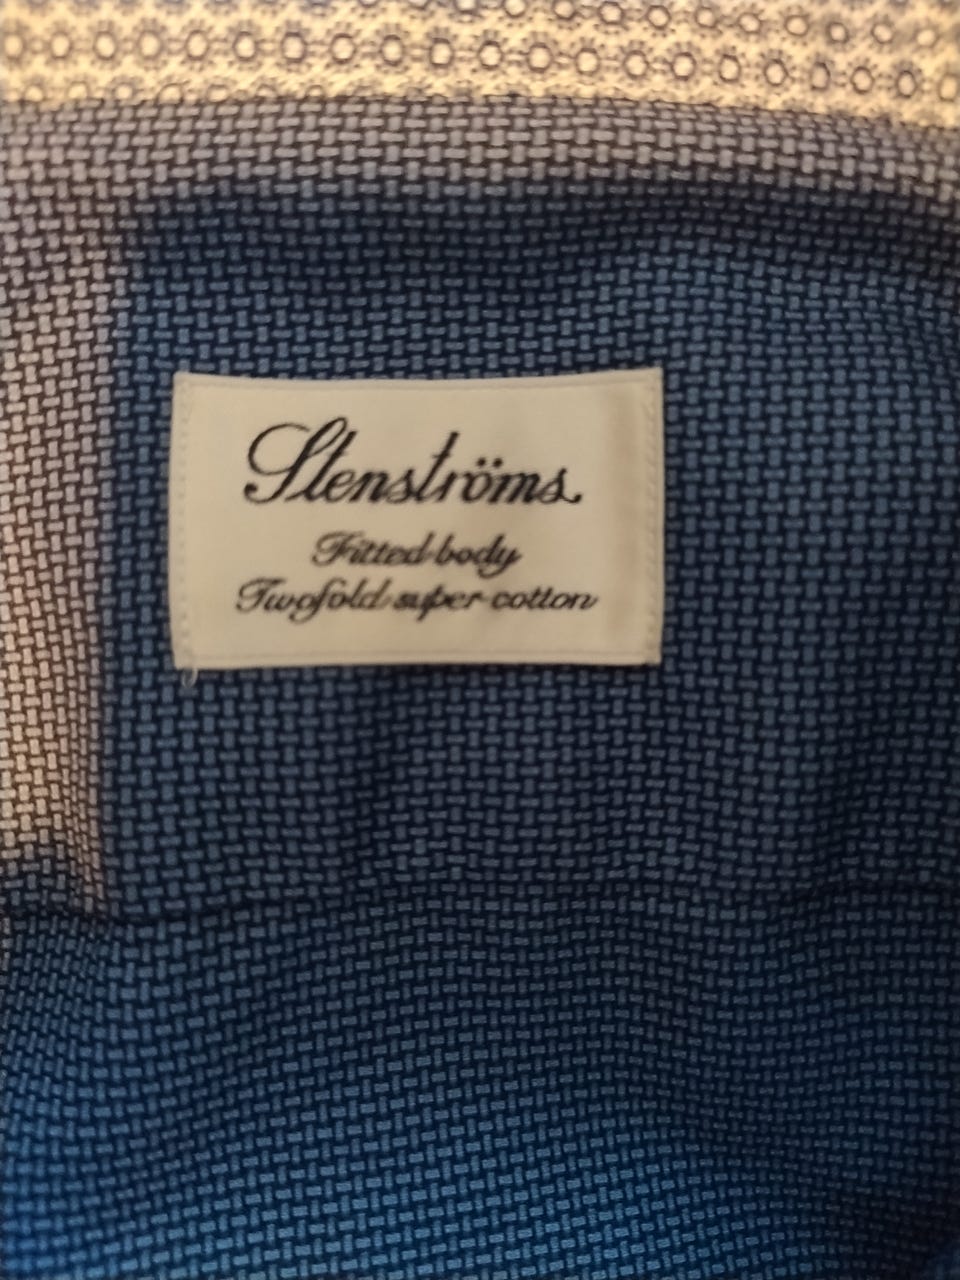 Stenströms
Fitted body
Twofold super cotton